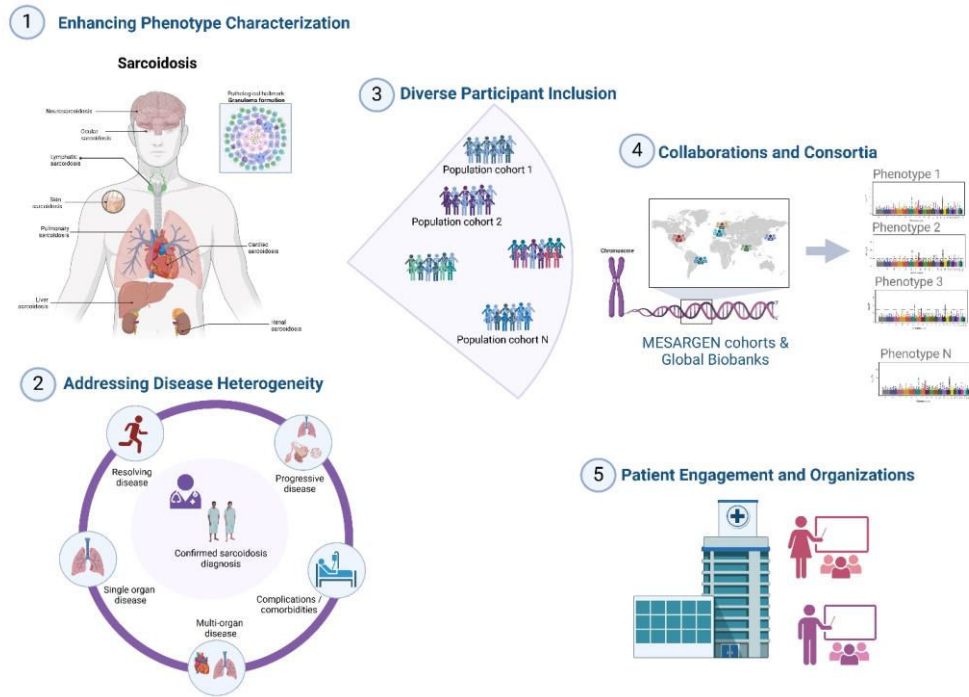 1
Enhancing Phenotype Characterization
Sarcoidosis
Neurosarcoidosis
Ocular
sarcoidosis
Lymphatic
sarcoidosis
Skin
sarcoidosis
Pulmonary
sarcoidosis
Liver
sarcoidosis
Pathological hallmark
Granuloma formation
Cardiac
sarcoidosis
Renal
sarcoidosis
2
Addressing Disease Heterogeneity
Resolving
disease
Progressive
disease
Confirmed sarcoidosis
diagnosis
Single organ
disease
Complications /
comorbidities
Multi-organ
disease
3
Diverse Participant Inclusion
Population cohort 1
Population cohort 2
Population cohort N
4
Collaborations and Consortia
Chromosome
MESARGEN cohorts &
Global Biobanks
Phenotype 1
Phenotype 2
Phenotype 3
Phenotype N
5
Patient Engagement and Organizations